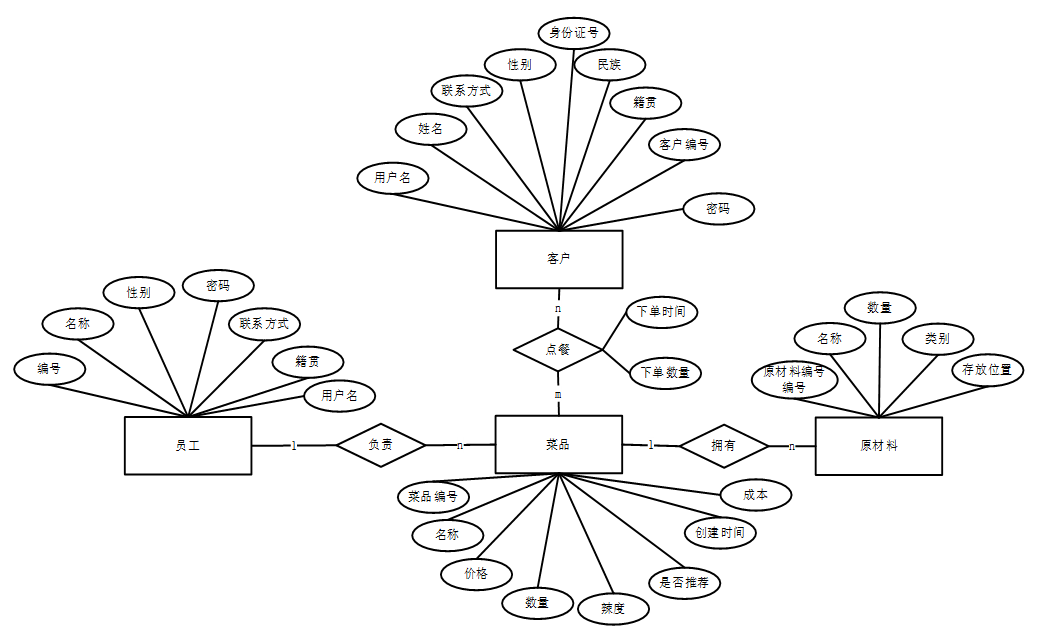 身份证号
性别
民族
联系方式
籍贯
姓名
客户编号
用户名
密码
客户
n
点餐
下单时间
下单数量
m
密码
性别
名称
联系方式
编号
籍贯
用户名
员工
1
负责
n
菜品
1
拥有
n
原材料
数量
名称
类别
原材料编号
编号
存放位置
菜品编号
成本
名称
创建时间
价格
是否推荐
数量
辣度